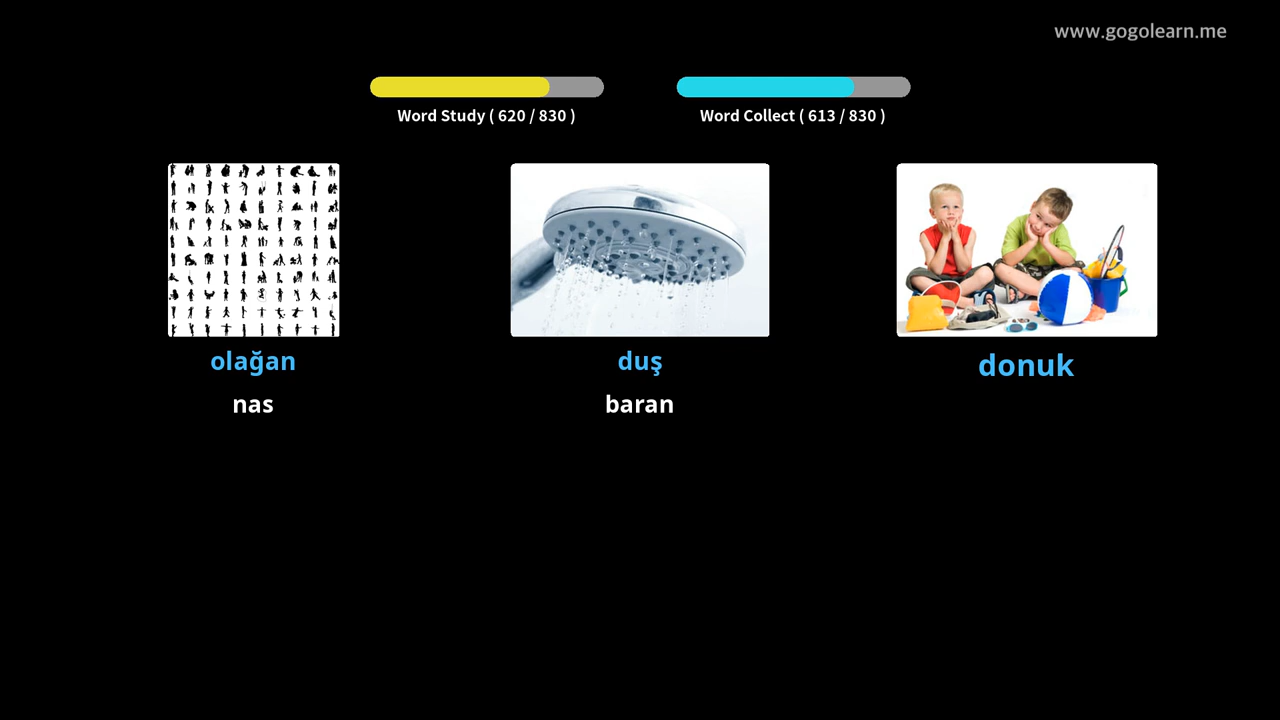 www.gogolearn.me
Word Study ( 620 / 830 )
Word Collect ( 613 / 830 )
olağan
duş
donuk
nas
baran